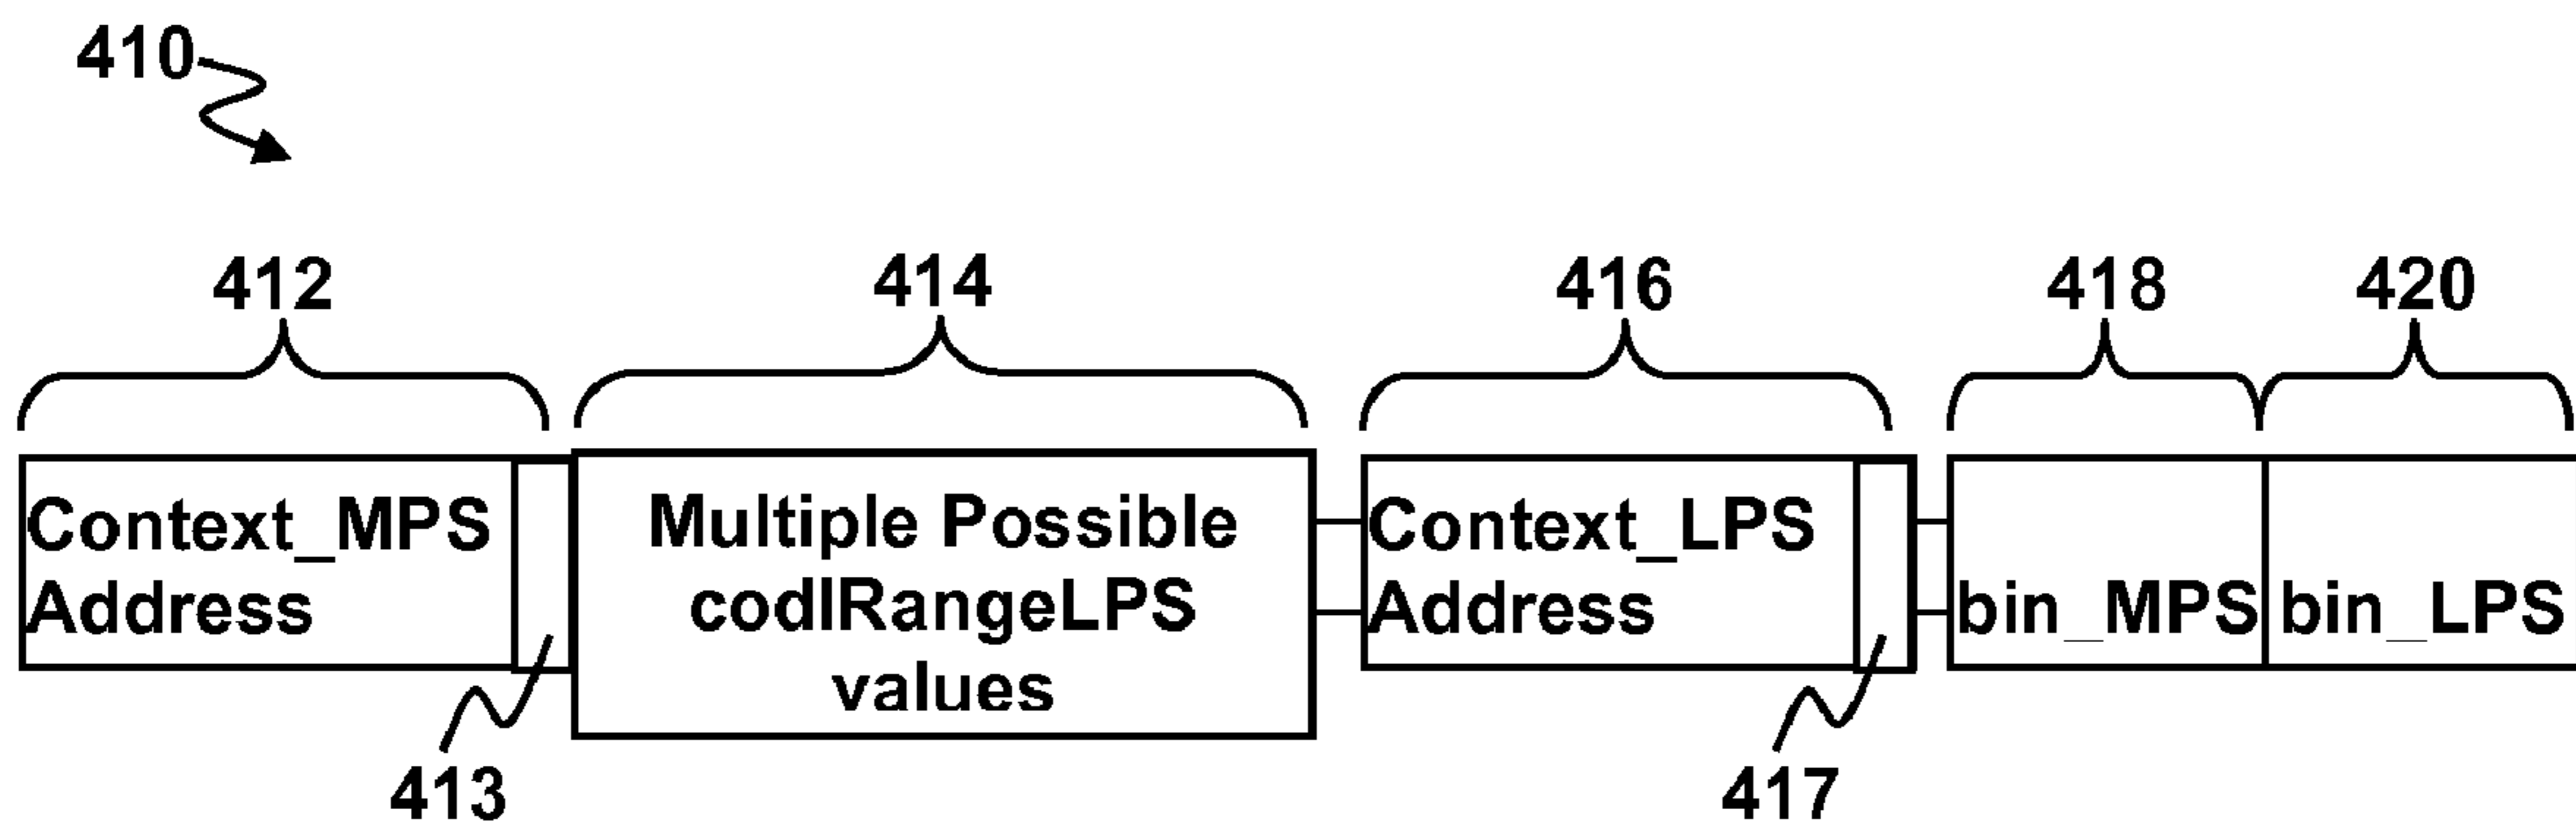 410
412
414
416
418
420
Context_MPS
Address
Multiple Possible
codIRangeLPS
values
Context_LPS
Address
bin_MPS
bin_LPS
413
417